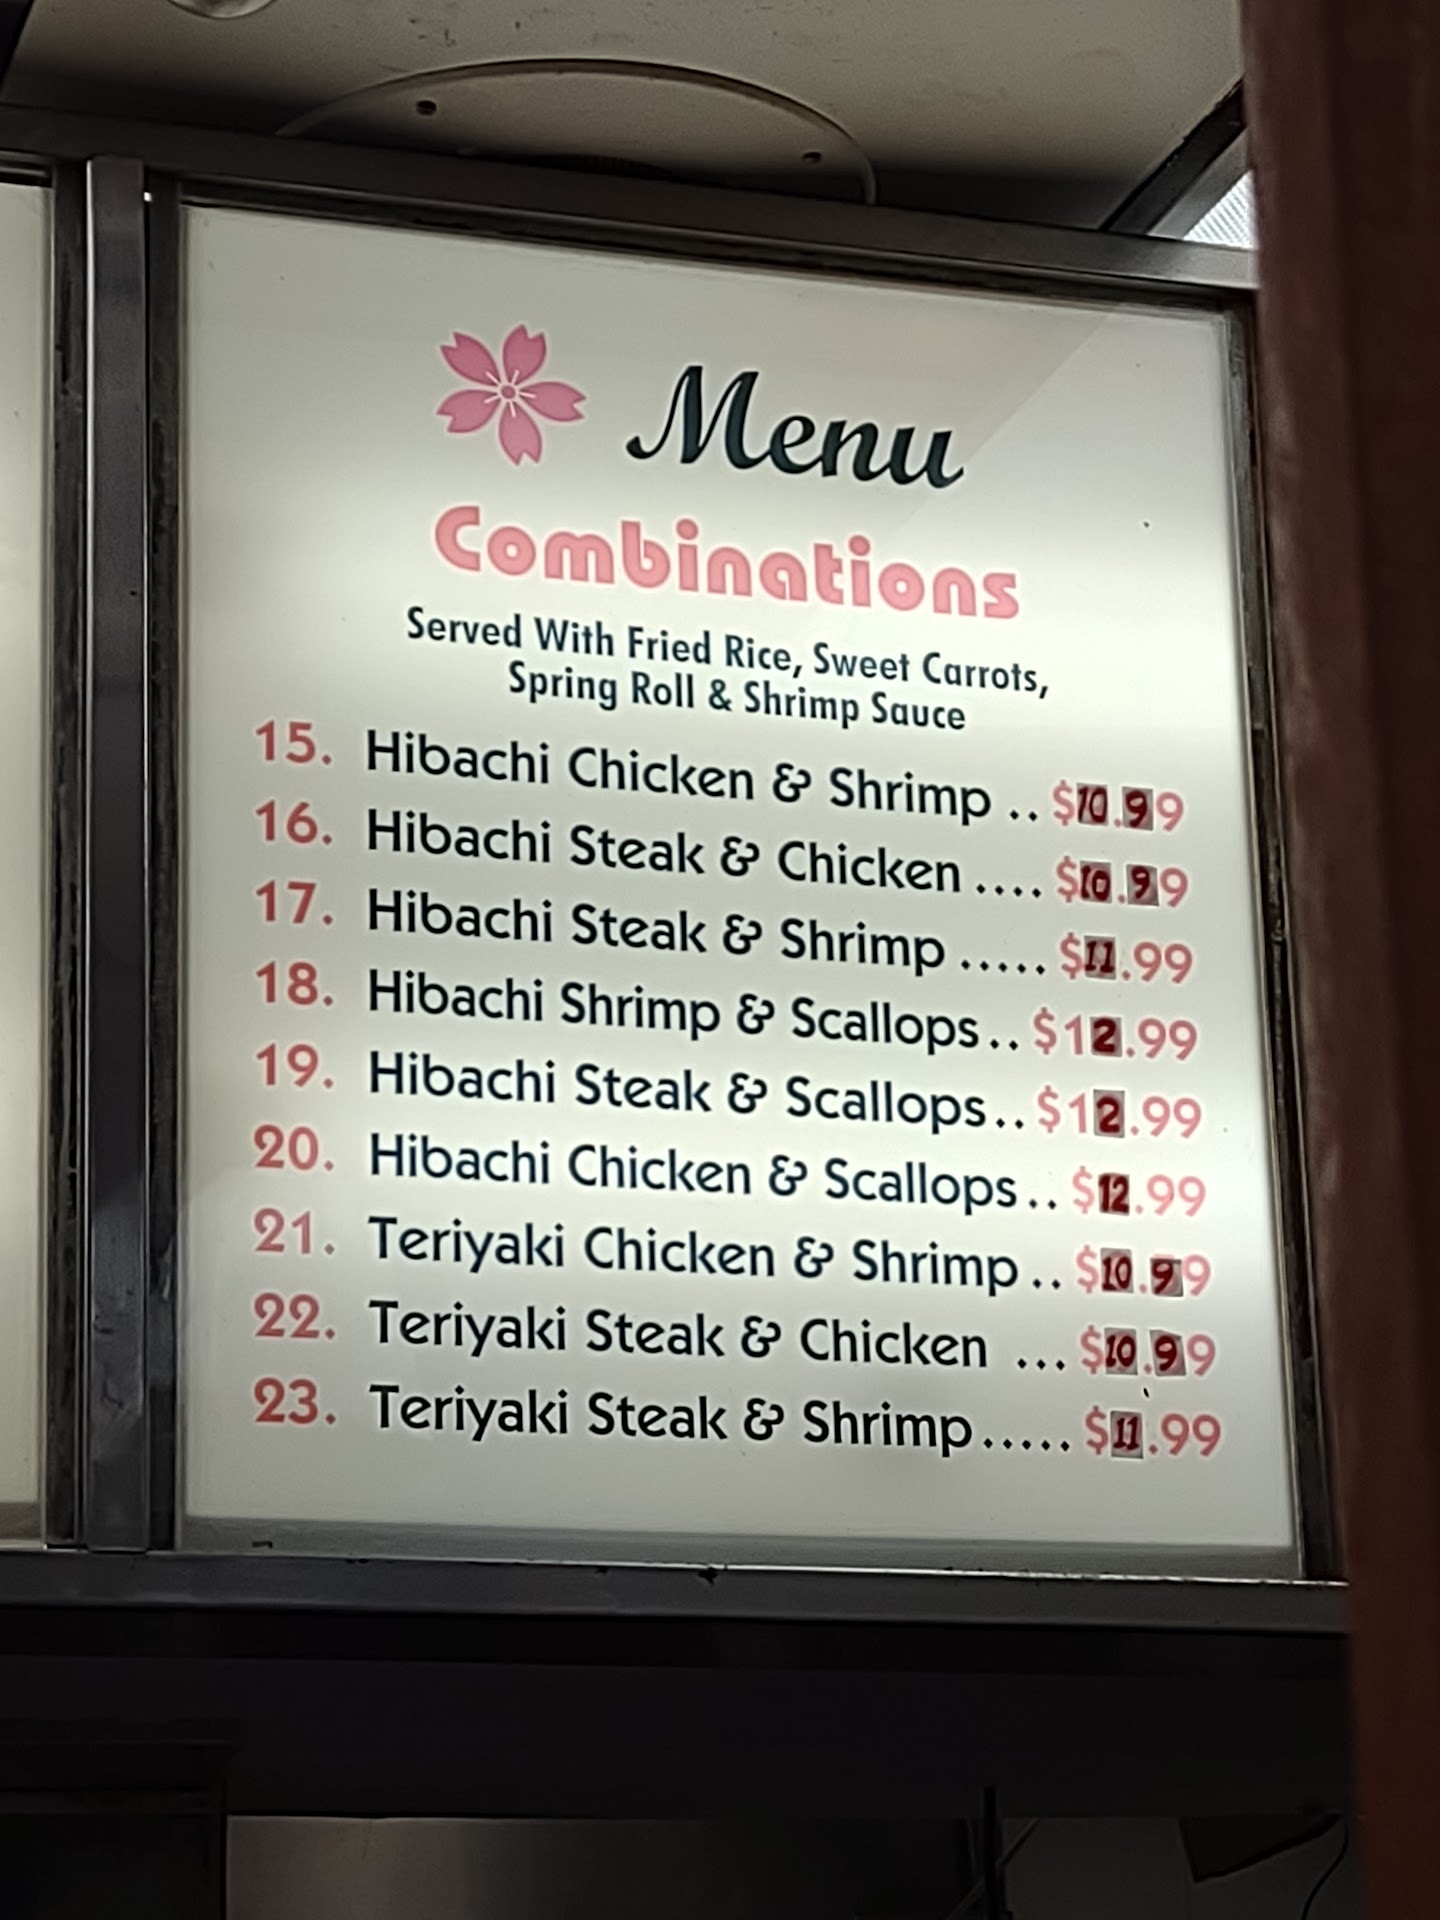 Menu
Combinations
Served With Fried Rice, Sweet Carrots,
Spring Roll & Shrimp Sauce
15. Hibachi Chicken & Shrimp .. $10.99
16. Hibachi Steak & Chicken .... $10.99
17. Hibachi Steak & Shrimp ..... $11.99
18. Hibachi Shrimp & Scallops .. $12.99
19. Hibachi Steak & Scallops .. $12.99
20. Hibachi Chicken & Scallops .. $12.99
21. Teriyaki Chicken & Shrimp .. $10.99
22. Teriyaki Steak & Chicken ... $10.99
23. Teriyaki Steak & Shrimp ..... $11.99